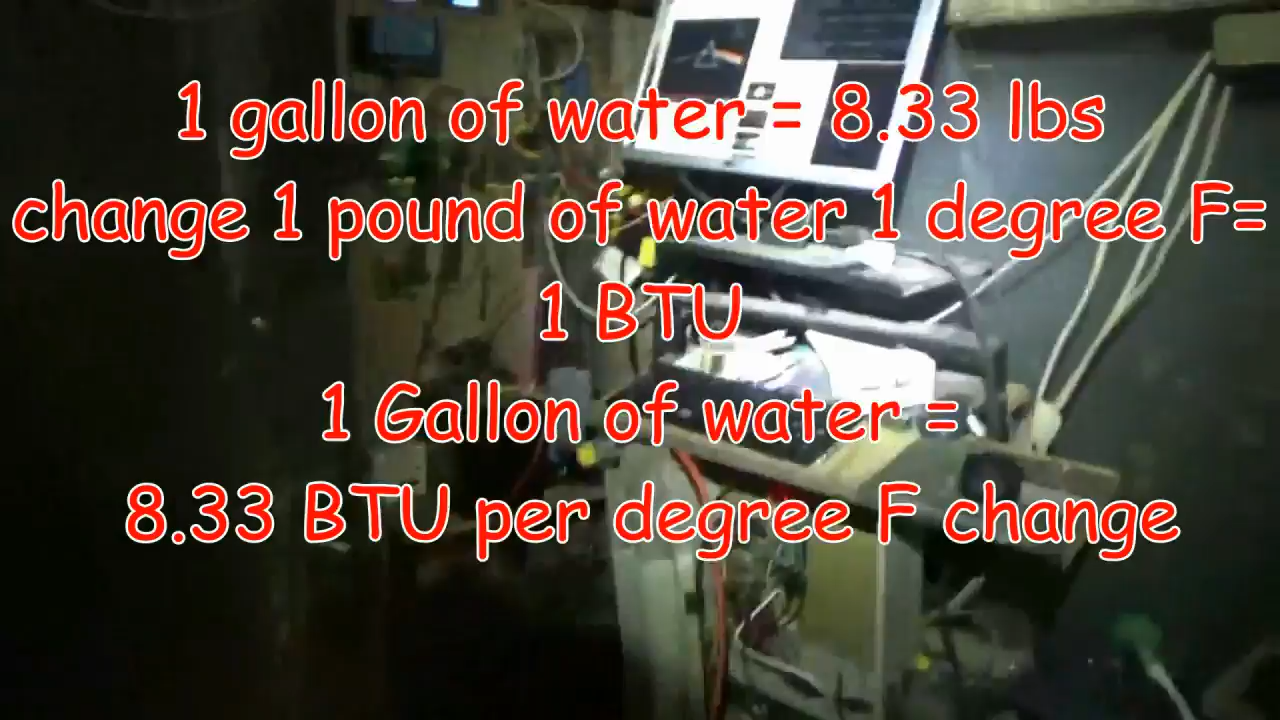 1 gallon of water = 8.33 lbs
change 1 pound of water 1 degree F=
1 BTU
1 Gallon of water =
8.33 BTU per degree F change